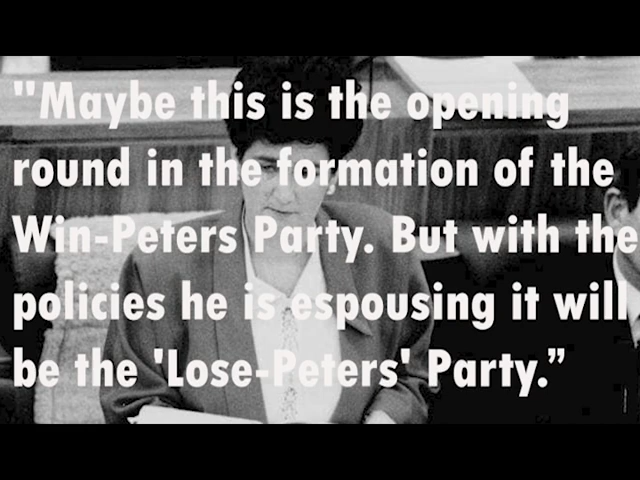 "Maybe this is the opening
round in the formation of the
Win-Peters Party. But with the
policies he is espousing it will
be the 'Lose-Peters' Party.”